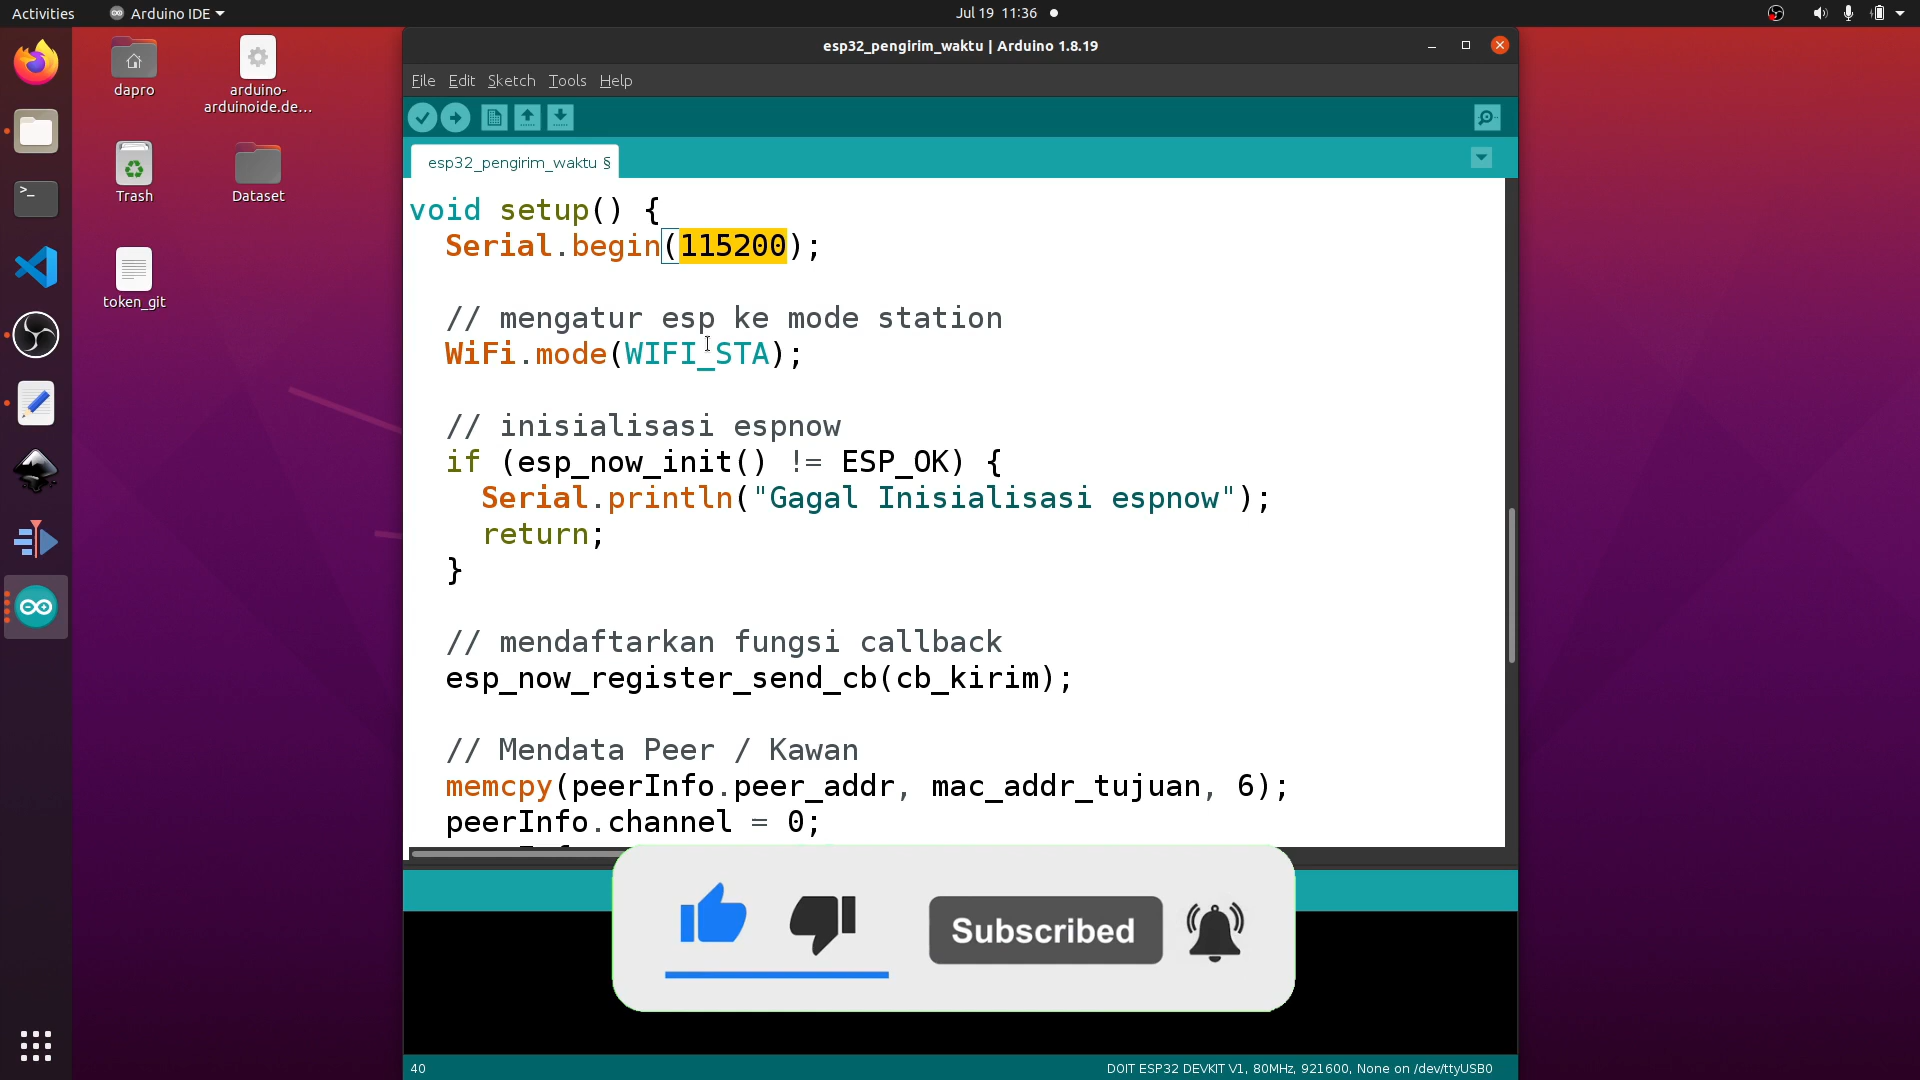 Activities
Arduino IDE
Jul 19 11:36
dapro
arduino-
arduinoide.de...
Trash
Dataset
token_git
esp32_pengirim_waktu | Arduino 1.8.19
File Edit Sketch Tools Help
esp32_pengirim_waktu §
void setup() {
Serial.begin(115200);
// mengatur esp ke mode station
WiFi.mode(WIFI_STA);
// inisialisasi espnow
if (esp_now_init() != ESP_OK) {
Serial.println("Gagal Inisialisasi espnow");
return;
}
// mendaftarkan fungsi callback
esp_now_register_send_cb(cb_kirim);
// Mendata Peer / Kawan
memcpy(peerInfo.peer_addr, mac_addr_tujuan, 6);
peerInfo.channel = 0;
Subscribed
40
DOIT ESP32 DEVKIT V1, 80MHz, 921600, None on /dev/ttyUSB0